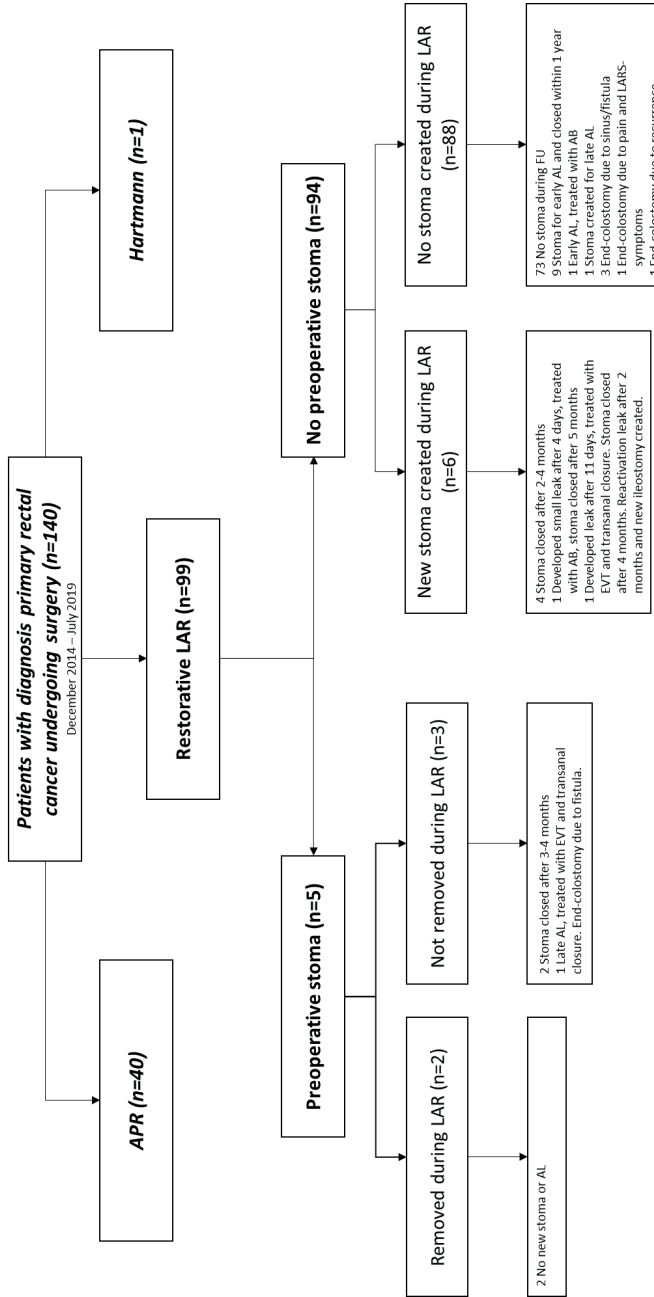 Patients with diagnosis primary rectal
cancer undergoing surgery (n=140)
December 2014 – July 2019
APR (n=40)
Restorative LAR (n=99)
Hartmann (n=1)
Preoperative stoma (n=5)
No preoperative stoma (n=94)
Removed during LAR (n=2)
Not removed during LAR (n=3)
New stoma created during LAR
(n=6)
No stoma created during LAR
(n=88)
2 No new stoma or AL
2 Stoma closed after 3-4 months
1 Late AL, treated with EVT and transanal
closure. End-colostomy due to fistula.
4 Stoma closed after 2-4 months
1 Developed small leak after 4 days, treated
with AB, stoma closed after 5 months
1 Developed leak after 11 days, treated with
EVT and transanal closure. Stoma closed
after 4 months. Reactivation leak after 2
months and new ileostomy created.
73 No stoma during FU
9 Stoma for early AL and closed within 1 year
1 Early AL, treated with AB
1 Stoma created for late AL
3 End-colostomy due to sinus/fistula
1 End-colostomy due to pain and LARS-
symptoms
1 End-colostomy due to recurrence